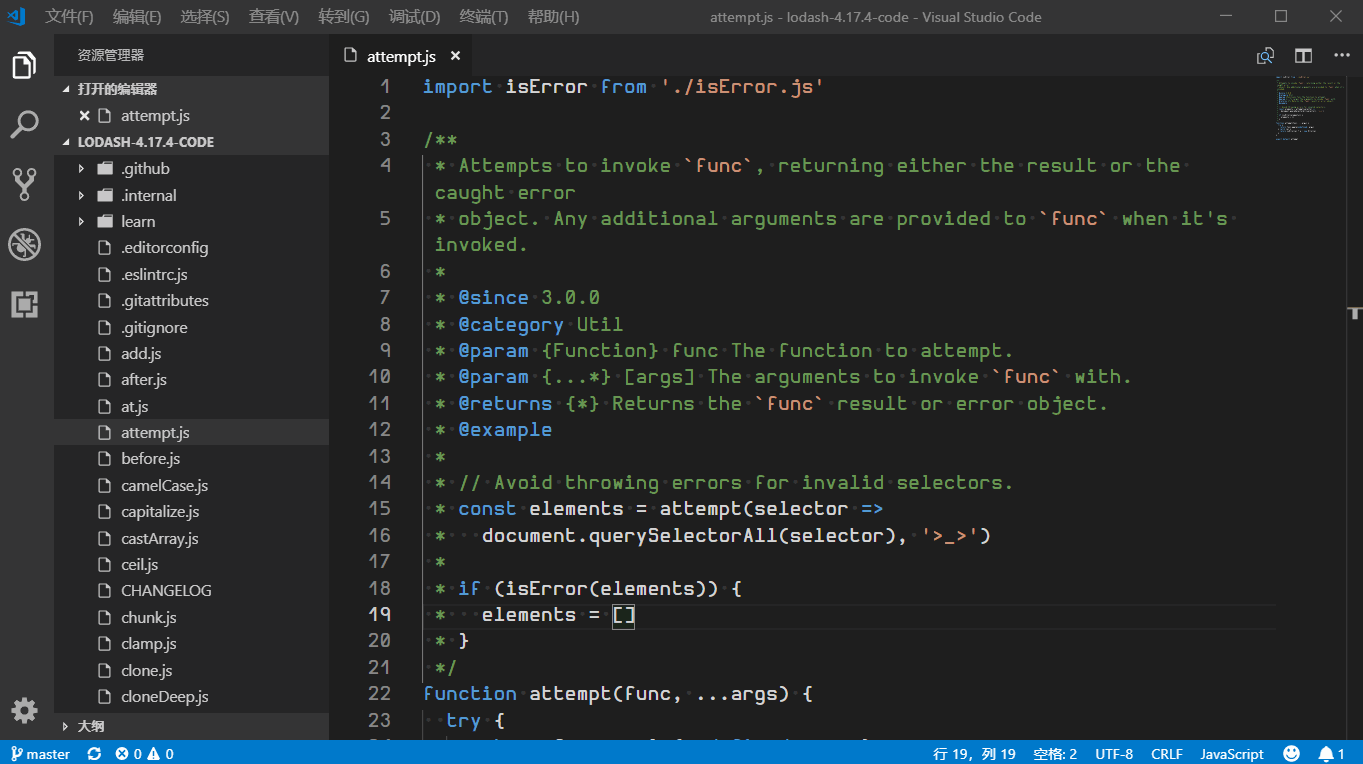 文件(F) 编辑(E) 选择(S) 查看(V) 转到(G) 调试(D) 终端(T) 帮助(H) attempt.js - lodash-4.17.4-code - Visual Studio Code
资源管理器
打开的编辑器
attempt.js
LODASH-4.17.4-CODE
.github
.internal
learn
.editorconfig
.eslintrc.js
.gitattributes
.gitignore
add.js
after.js
at.js
attempt.js
before.js
camelCase.js
capitalize.js
castArray.js
ceil.js
CHANGELOG
chunk.js
clamp.js
clone.js
cloneDeep.js
大纲
attempt.js
1 import isError from './isError.js'
2
3 /**
4 * Attempts to invoke `func`, returning either the result or the
caught error
5 * object. Any additional arguments are provided to `func` when it's
invoked.
6 *
7 * @since 3.0.0
8 * @category Util
9 * @param {Function} func The function to attempt.
10 * @param {...*} [args] The arguments to invoke `func` with.
11 * @returns {*} Returns the `func` result or error object.
12 * @example
13 *
14 * // Avoid throwing errors for invalid selectors.
15 * const elements = attempt(selector =>
16 * document.querySelectorAll(selector), '>_>')
17 *
18 * if (isError(elements)) {
19 * elements = []
20 * }
21 */
22 function attempt(func, ...args) {
23 try {
master 0 0 行 19，列 19 空格: 2 UTF-8 CRLF JavaScript 1